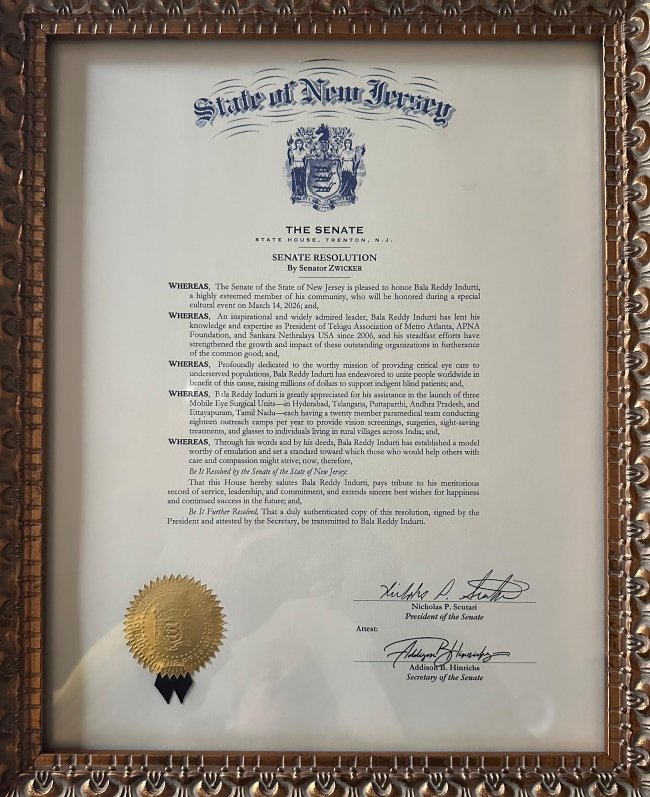 State of New Jersey
THE SENATE
STATE HOUSE, TRENTON, N.J.
SENATE RESOLUTION
By Senator ZWICKER
WHEREAS, The Senate of the State of New Jersey is pleased to honor Bala Reddy Indurti,
a highly esteemed member of his community, who will be honored during a special
cultural event on March 14, 2026; and,
WHEREAS, An inspirational and widely admired leader, Bala Reddy Indurti has lent his
knowledge and expertise as President of Telugu Association of Metro Atlanta, APNA
Foundation, and Sankara Nethralaya USA since 2006, and his steadfast efforts have
strengthened the growth and impact of these outstanding organizations in furtherance
of the common good; and,
WHEREAS, Profoundly dedicated to the worthy mission of providing critical eye care to
underserved populations, Bala Reddy Indurti has endeavored to unite people worldwide in
benefit of this cause, raising millions of dollars to support indigent blind patients; and,
WHEREAS, Bala Reddy Indurti is greatly appreciated for his assistance in the launch of three
Mobile Eye Surgical Units—in Hyderabad, Telangana, Puttaparthi, Andhra Pradesh, and
Ettayapuram, Tamil Nadu—each having a twenty member paramedical team conducting
eighteen outreach camps per year to provide vision screenings, surgeries, sight-saving
treatments, and glasses to individuals living in rural villages across India; and,
WHEREAS, Through his words and by his deeds, Bala Reddy Indurti has established a model
worthy of emulation and set a standard toward which those who would help others with
care and compassion might strive; now, therefore,
Be It Resolved by the Senate of the State of New Jersey:
That this House hereby salutes Bala Reddy Indurti, pays tribute to his meritorious
record of service, leadership, and commitment, and extends sincere best wishes for happiness
and continued success in the future; and,
Be It Further Resolved, That a duly authenticated copy of this resolution, signed by the
President and attested by the Secretary, be transmitted to Bala Reddy Indurti.
Nicholas P. Scutari
Nicholas P. Scutari
President of the Senate
Attest:
Addison B Hinrichs
Addison B. Hinrichs
Secretary of the Senate